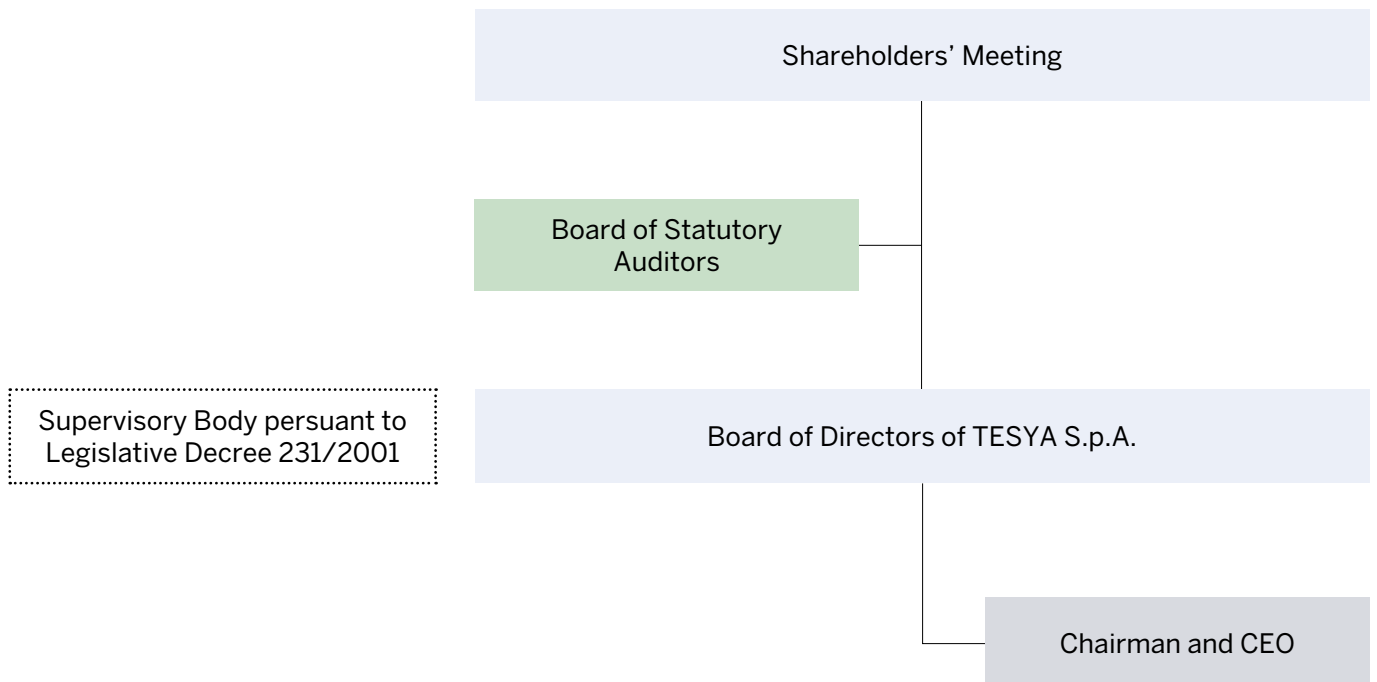 Shareholders’ Meeting
Board of Statutory
Auditors
Supervisory Body persuant to
Legislative Decree 231/2001
Board of Directors of TESYA S.p.A.
Chairman and CEO